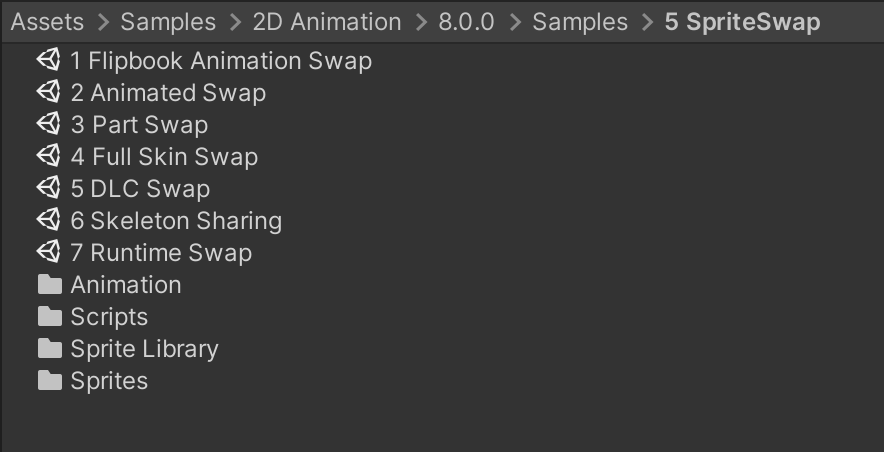 Assets > Samples > 2D Animation > 8.0.0 > Samples > 5 SpriteSwap
1 Flipbook Animation Swap
2 Animated Swap
3 Part Swap
4 Full Skin Swap
5 DLC Swap
6 Skeleton Sharing
7 Runtime Swap
Animation
Scripts
Sprite Library
Sprites